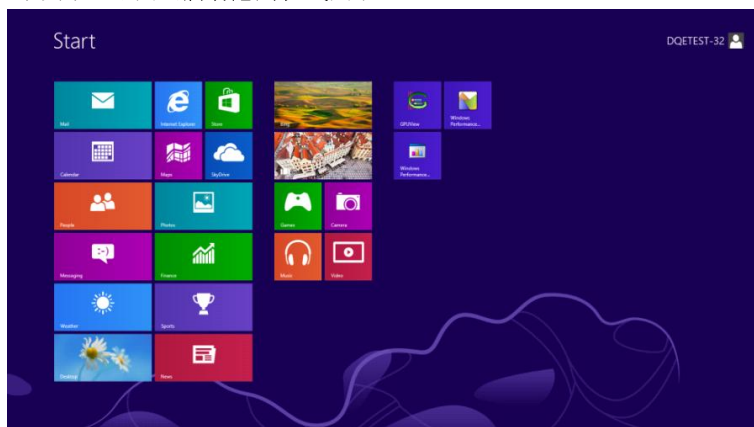 Start
DQETEST-32
Mail
Internet Explorer
Store
Bing
GPUView
Windows
Performance...
Calendar
Maps
SkyDrive
Windows
Performance...
People
Photos
Games
Camera
Messaging
Finance
Music
Video
Weather
Sports
Desktop
News